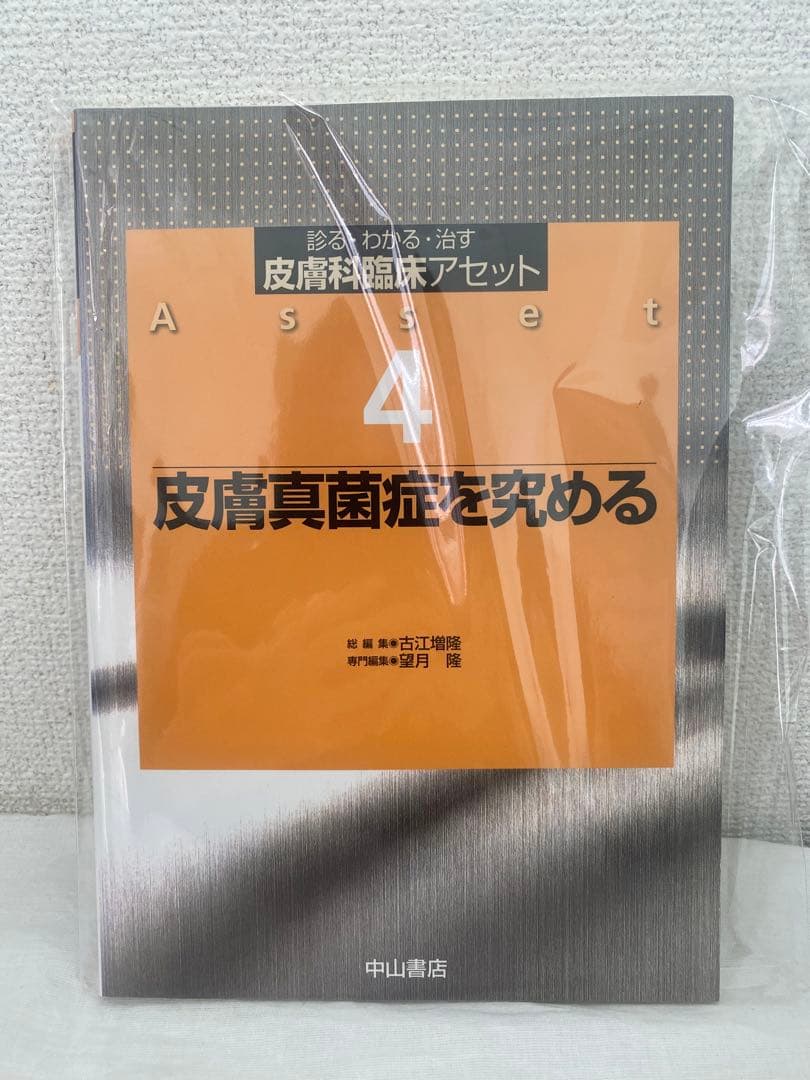 診る・わかる・治す
皮膚科臨床アセット
Asset
4
皮膚真菌症を究める
総編集●古江増隆
専門編集●望月 隆
中山書店